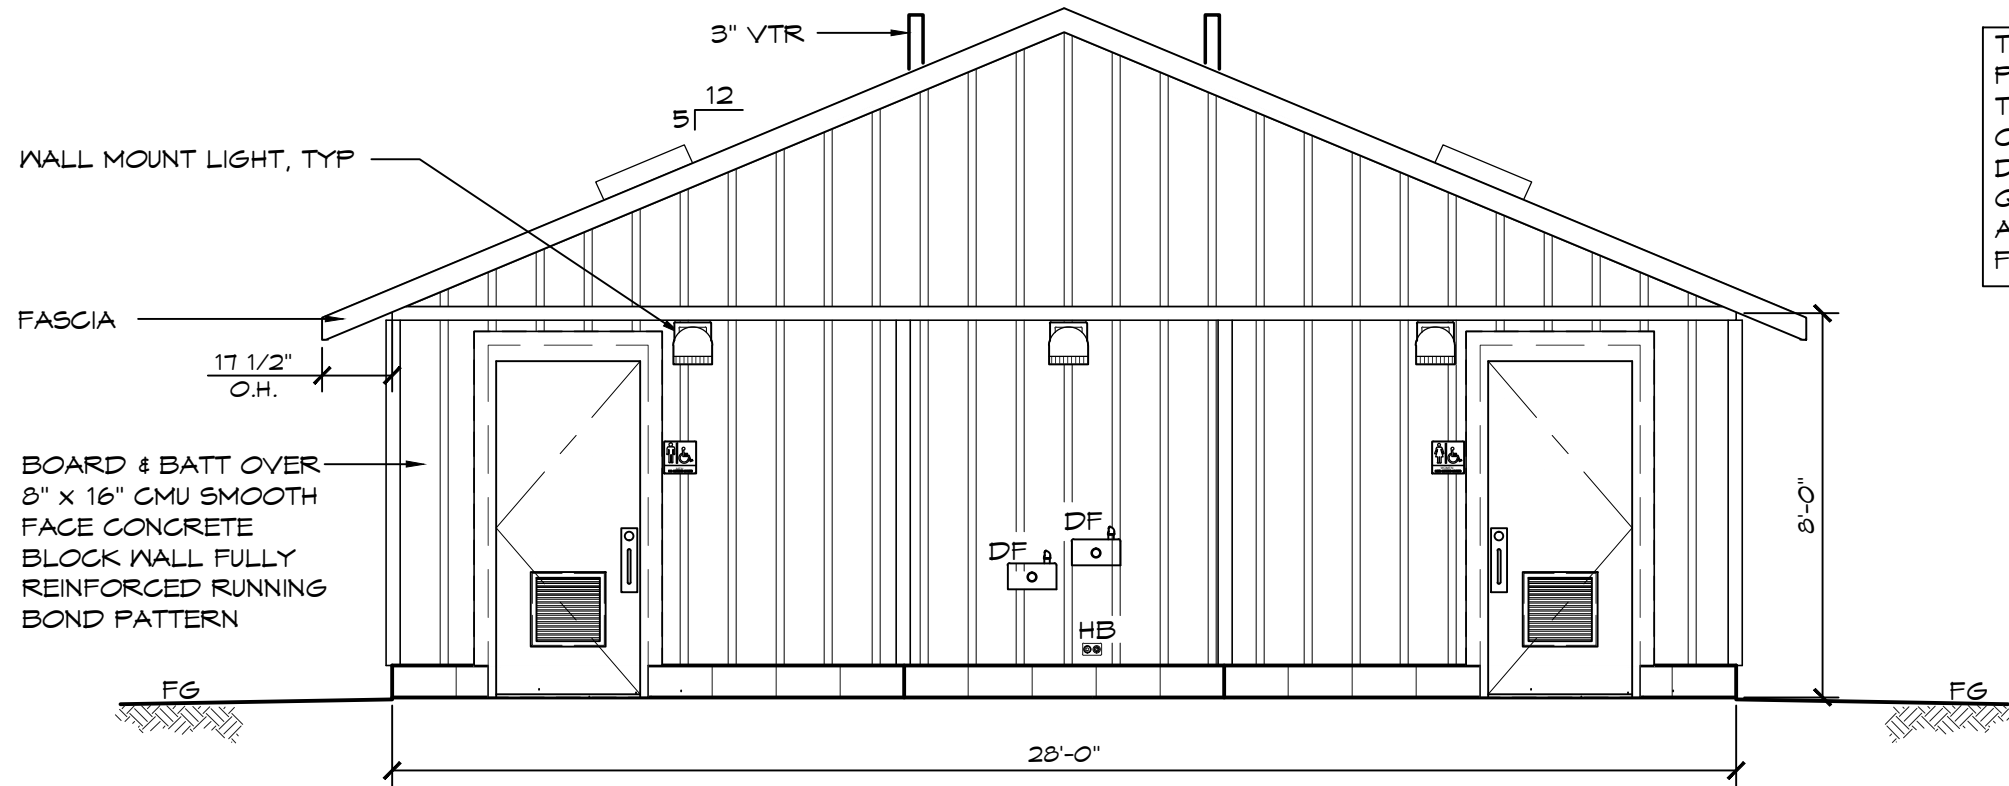 3" VTR
12
5
WALL MOUNT LIGHT, TYP
FASCIA
17 1/2"
O.H.
BOARD & BATT OVER
8" x 16" CMU SMOOTH
FACE CONCRETE
BLOCK WALL FULLY
REINFORCED RUNNING
BOND PATTERN
DF
DF
HB
8'-0"
FG
FG
28'-0"